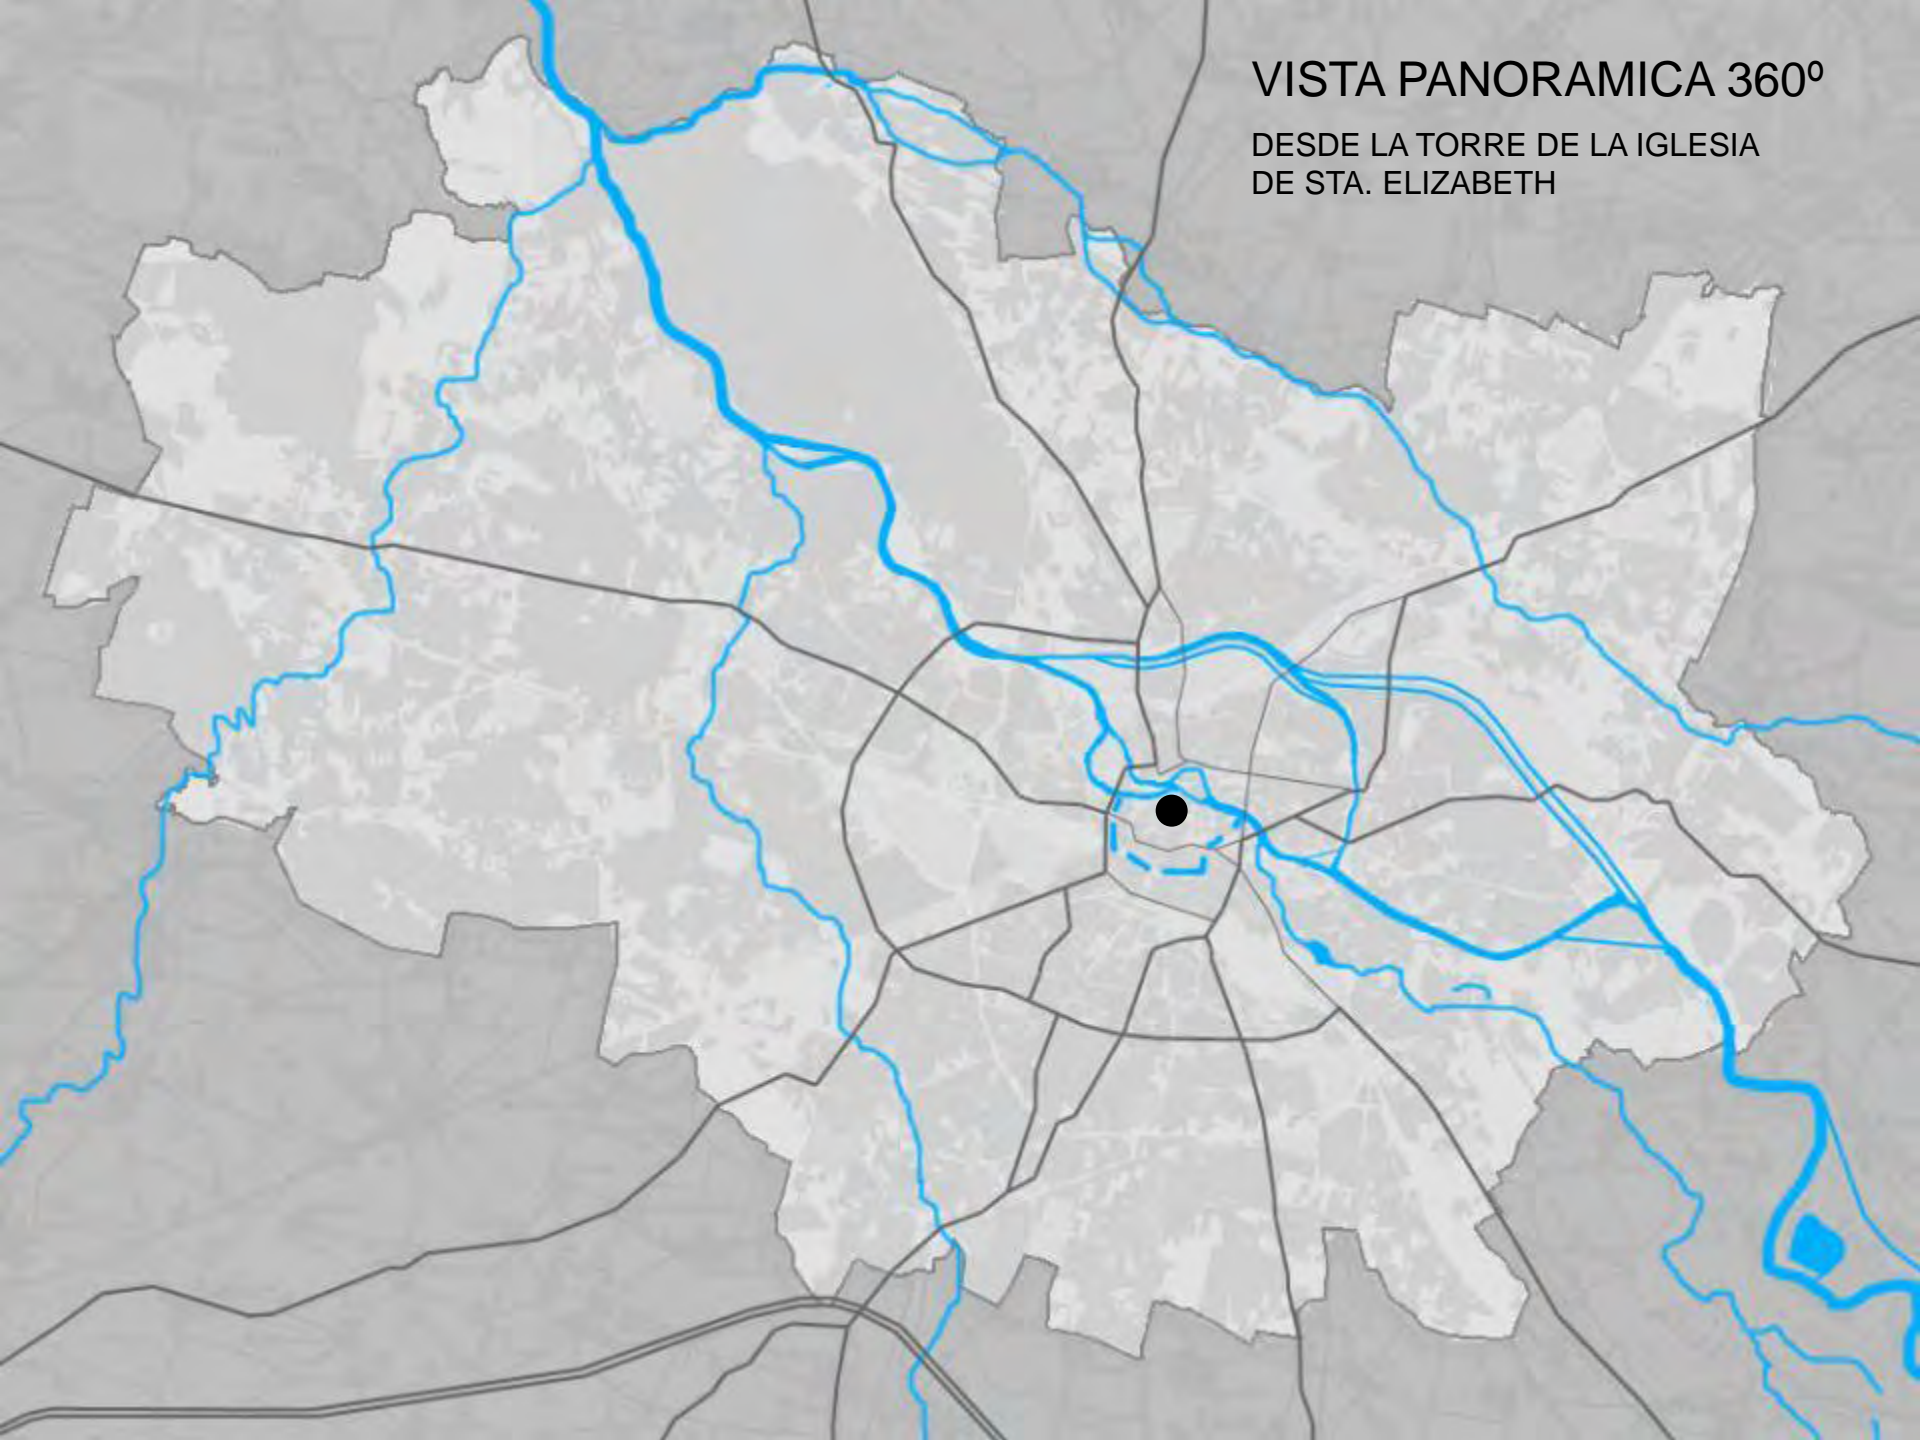 VISTA PANORAMICA 360º
DESDE LA TORRE DE LA IGLESIA
DE STA. ELIZABETH